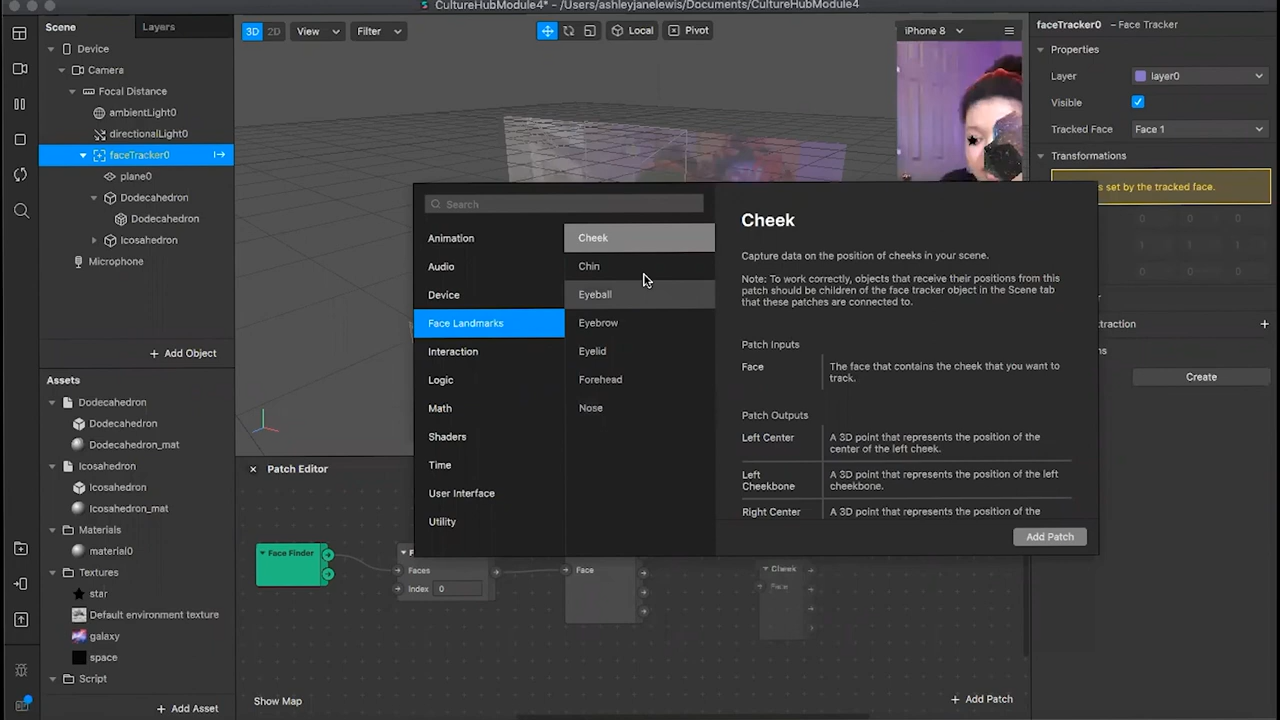 CultureHubModule4* - /Users/ashleyjanelewis/Documents/CultureHubModule4
Scene
Layers
Device
Camera
Focal Distance
ambientLight0
directionalLight0
faceTracker0
plane0
Dodecahedron
Dodecahedron
Icosahedron
Microphone
Add Object
Assets
Dodecahedron
Dodecahedron
Dodecahedron_mat
Icosahedron
Icosahedron
Icosahedron_mat
Materials
material0
Textures
star
Default environment texture
galaxy
space
Script
Add Asset
3D
2D
View
Filter
Local
Pivot
iPhone 8
Search
Animation
Audio
Device
Face Landmarks
Interaction
Logic
Math
Shaders
Time
User Interface
Utility
Cheek
Chin
Eyeball
Eyebrow
Eyelid
Forehead
Nose
Cheek
Capture data on the position of cheeks in your scene.
Note: To work correctly, objects that receive their positions from this
patch should be children of the face tracker object in the Scene tab
that these patches are connected to.
Patch Inputs
Face
The face that contains the cheek that you want to
track.
Patch Outputs
Left Center
A 3D point that represents the position of the
center of the left cheek.
Left
Cheekbone
A 3D point that represents the position of the left
cheekbone.
Right Center
A 3D point that represents the position of the
Add Patch
Patch Editor
Face Finder
Faces
Index
0
Face
Cheek
Face
Show Map
Add Patch
faceTracker0 – Face Tracker
Properties
Layer
layer0
Visible
Tracked Face
Face 1
Transformations
s set by the tracked face.
0 0 0
1 1 1
0 0 0
Create